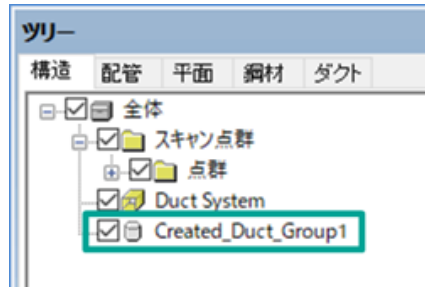 ツリー
構造 配管 平面 鋼材 ダクト
全体
スキャン点群
点群
Duct System
Created_Duct_Group1